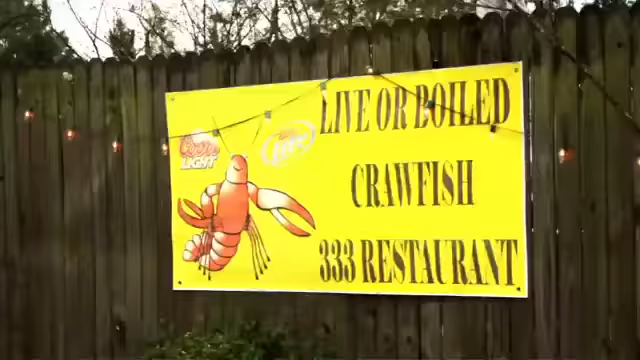 LIVE OR BOILED
Coors
LIGHT
Lite
CRAWFISH
333 RESTAURANT